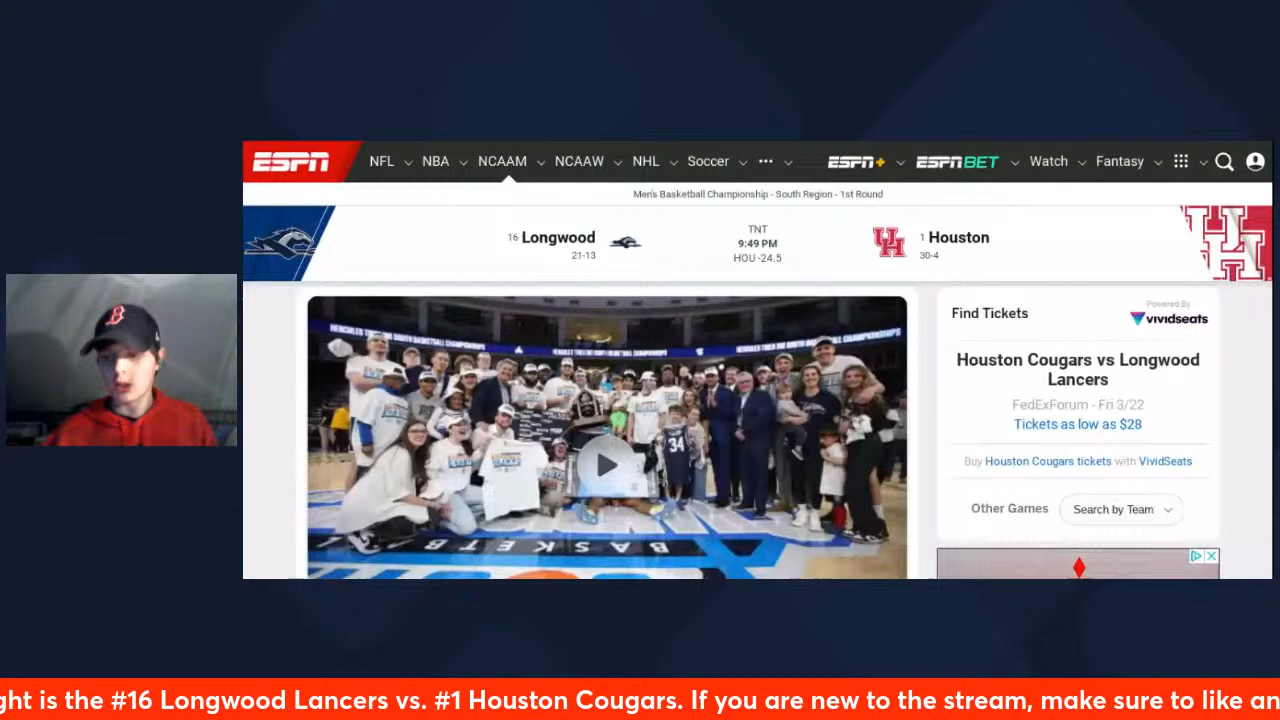 ESPN NFL NBA NCAAM NCAAW NHL Soccer ... ESPN+ ESPN BET Watch Fantasy
Men's Basketball Championship - South Region - 1st Round
16 Longwood
21-13
TNT
9:49 PM
HOU -24.5
1 Houston
30-4
UH
B
34
BASKETBALL
Find Tickets
Powered By
vividseats
Houston Cougars vs Longwood
Lancers
FedExForum - Fri 3/22
Tickets as low as $28
Buy Houston Cougars tickets with VividSeats
Other Games Search by Team
ght is the #16 Longwood Lancers vs. #1 Houston Cougars. If you are new to the stream, make sure to like an